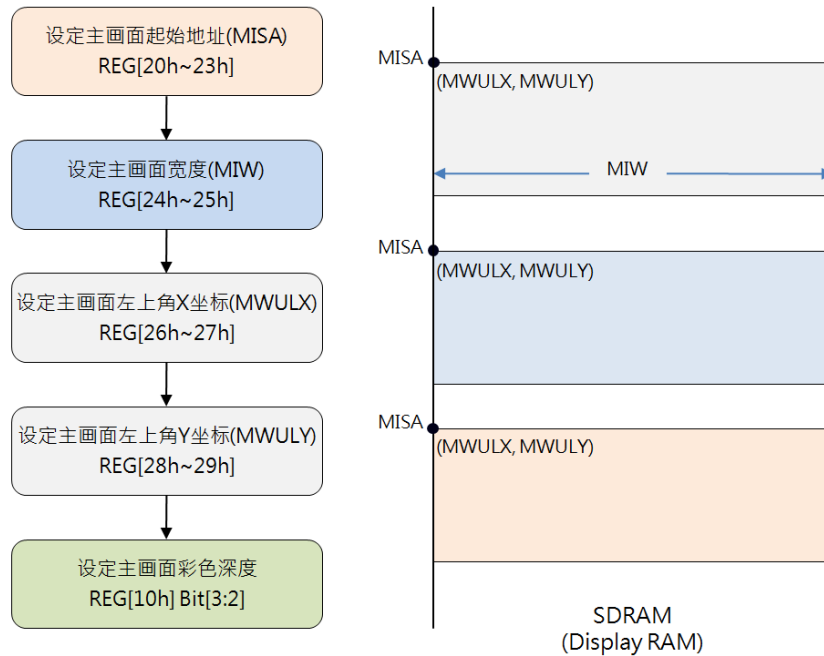 设定主画面起始地址(MISA)
REG[20h~23h]
设定主画面宽度(MIW)
REG[24h~25h]
设定主画面左上角X坐标(MWULX)
REG[26h~27h]
设定主画面左上角Y坐标(MWULY)
REG[28h~29h]
设定主画面彩色深度
REG[10h] Bit[3:2]
MISA
(MWULX, MWULY)
MIW
MISA
(MWULX, MWULY)
MISA
(MWULX, MWULY)
SDRAM
(Display RAM)